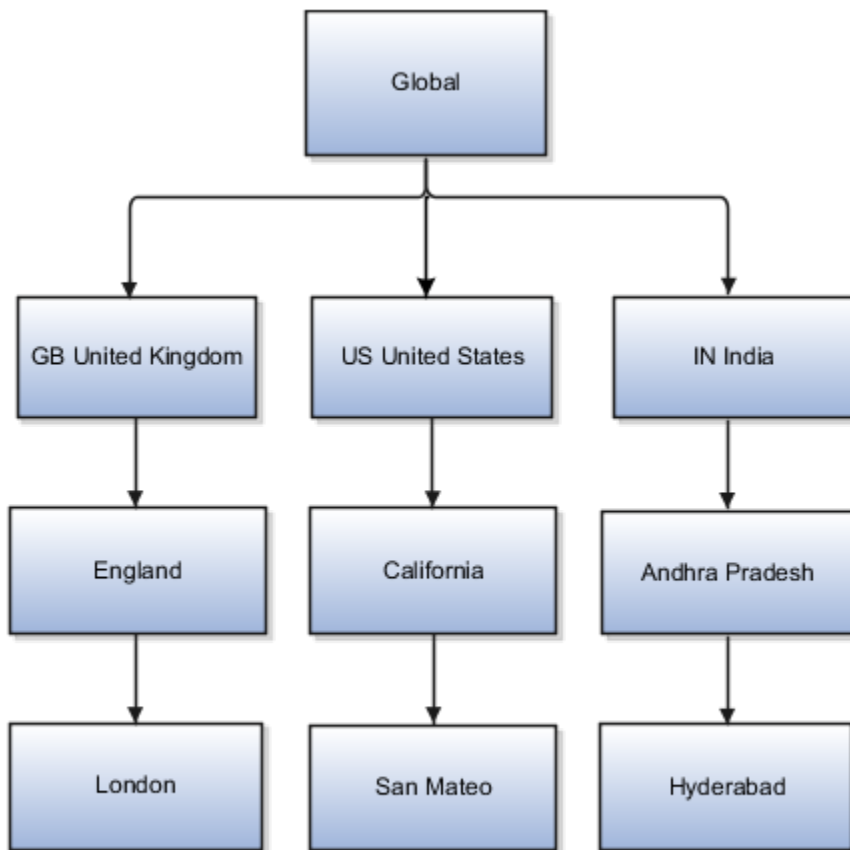 Global
GB United Kingdom
US United States
IN India
England
California
Andhra Pradesh
London
San Mateo
Hyderabad